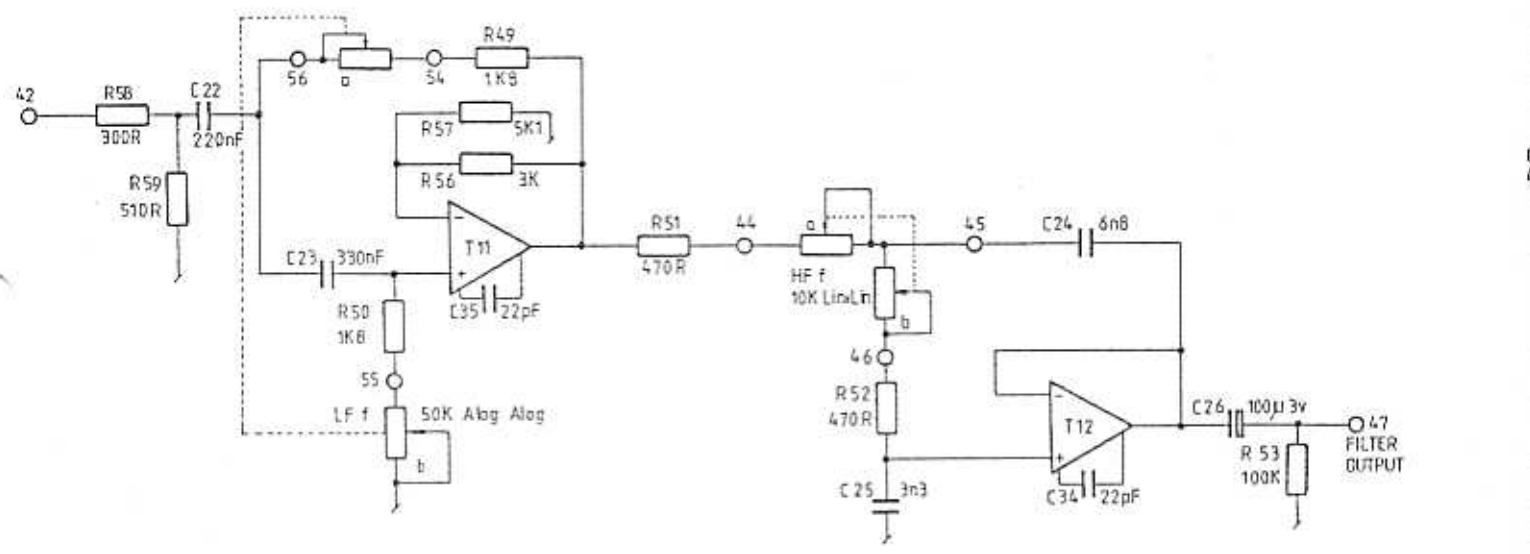 42
R58
300R
C22
220nF
R59
510R
56
a
54
R49
1K8
R57
5K1
R56
3K
T11
C23
330nF
R50
1K8
C35
22pF
55
LF f
50K Alog Alog
b
R51
470R
44
a
HF f
10K LinxLin
b
45
C24
6n8
46
R52
470R
C25
3n3
T12
C34
22pF
C26
100µ 3v
R 53
100K
47
FILTER
OUTPUT